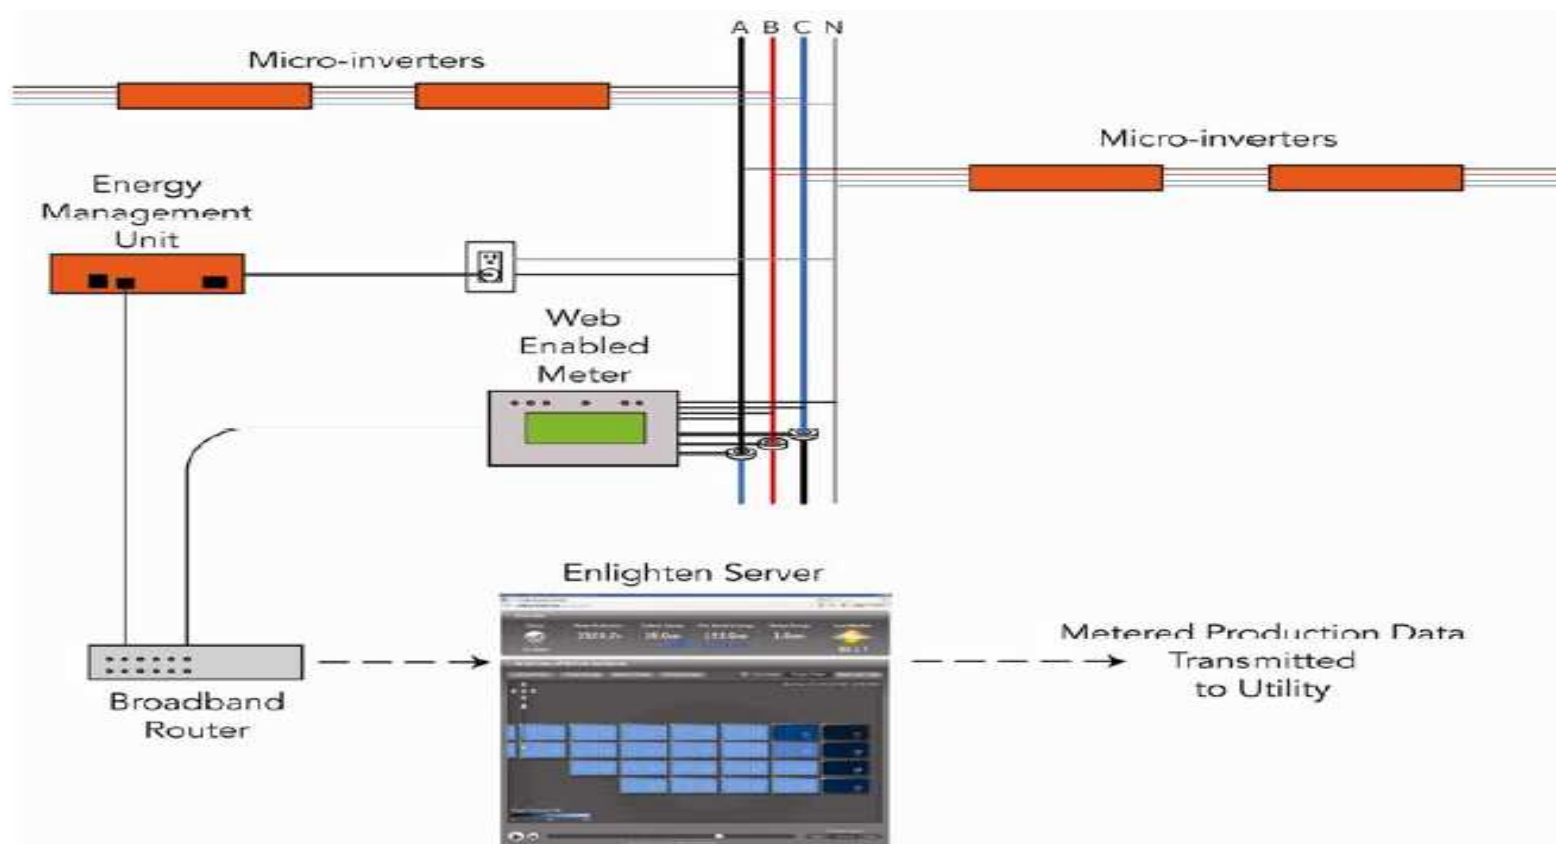 A B C N
Micro-inverters
Micro-inverters
Energy
Management
Unit
Web
Enabled
Meter
Enlighten Server
Metered Production Data
Transmitted
to Utility
Broadband
Router